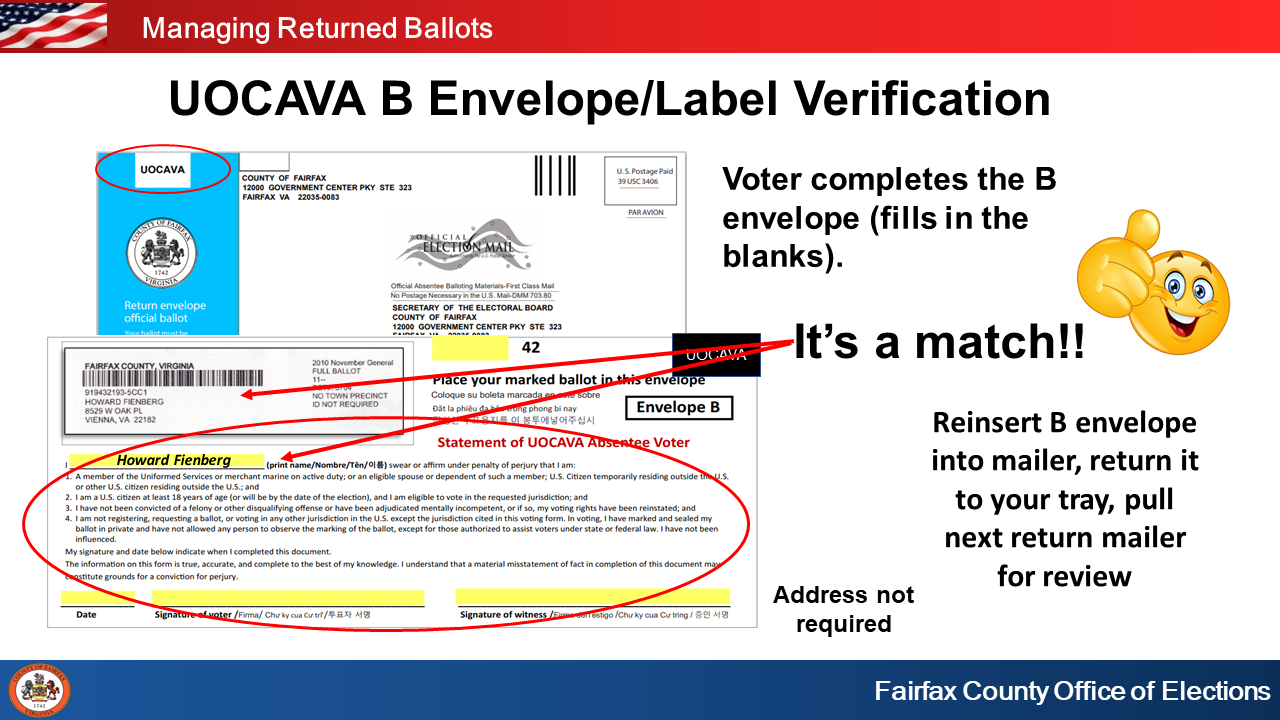 Managing Returned Ballots
UOCAVA B Envelope/Label Verification
UOCAVA
COUNTY OF FAIRFAX
12000 GOVERNMENT CENTER PKY STE 323
FAIRFAX VA 22035-0083
U.S. Postage Paid
39 USC 3406
PAR AVION
COUNTY OF FAIRFAX
1742
VIRGINIA
OFFICIAL
ELECTION MAIL
Authorized by the U.S. Postal Service
Return envelope
official ballot
Your ballot must be
Official Absentee Balloting Materials-First Class Mail
No Postage Necessary in the U.S. Mail-DMM 703.80
SECRETARY OF THE ELECTORAL BOARD
COUNTY OF FAIRFAX
12000 GOVERNMENT CENTER PKY STE 323
FAIRFAX VA 22035-0083
Voter completes the B
envelope (fills in the
blanks).
It's a match!!
42
UOCAVA
FAIRFAX COUNTY, VIRGINIA
919432193-5CC1
HOWARD FIENBERG
8529 W OAK PL
VIENNA, VA 22182
2010 November General
FULL BALLOT
11--
NO TOWN PRECINCT
ID NOT REQUIRED
Place your marked ballot in this envelope
Coloque su boleta marcada en este sobre
Đặt la phiếu đa bầu trong phong bi nay
이 봉투에넣어주십시
Envelope B
Statement of UOCAVA Absentee Voter
I Howard Fienberg (print name/Nombre/Tên/이름) swear or affirm under penalty of perjury that I am:
1. A member of the Uniformed Services or merchant marine on active duty; or an eligible spouse or dependent of such a member; U.S. Citizen temporarily residing outside the U.S.
or other U.S. citizen residing outside the U.S.; and
2. I am a U.S. citizen at least 18 years of age (or will be by the date of the election), and I am eligible to vote in the requested jurisdiction; and
3. I have not been convicted of a felony or other disqualifying offense or have been adjudicated mentally incompetent, or if so, my voting rights have been reinstated; and
4. I am not registering, requesting a ballot, or voting in any other jurisdiction in the U.S. except the jurisdiction cited in this voting form. In voting, I have marked and sealed my
ballot in private and have not allowed any person to observe the marking of the ballot, except for those authorized to assist voters under state or federal law. I have not been
influenced.
My signature and date below indicate when I completed this document.
The information on this form is true, accurate, and complete to the best of my knowledge. I understand that a material misstatement of fact in completion of this document may
constitute grounds for a conviction for perjury.
Date
Signature of voter /Firma/ Chư ky cua Cư tri/투표자 서명
Signature of witness /Firma del testigo /Chư ky cua Cư tring / 증인 서명
Reinsert B envelope
into mailer, return it
to your tray, pull
next return mailer
for review
Address not
required
COUNTY OF FAIRFAX
1742
VIRGINIA
Fairfax County Office of Elections